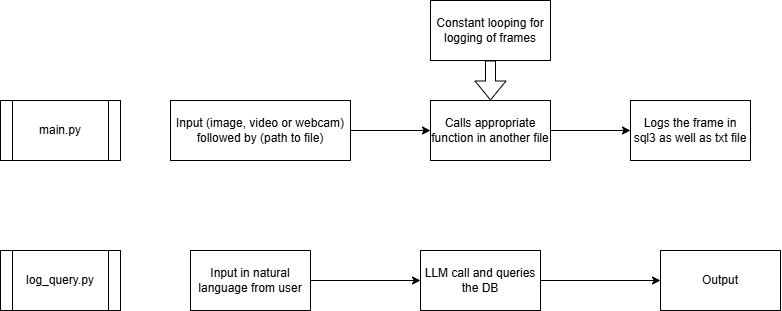 Constant looping for
logging of frames
main.py
Input (image, video or webcam)
followed by (path to file)
Calls appropriate
function in another file
Logs the frame in
sql3 as well as txt file
log_query.py
Input in natural
language from user
LLM call and queries
the DB
Output